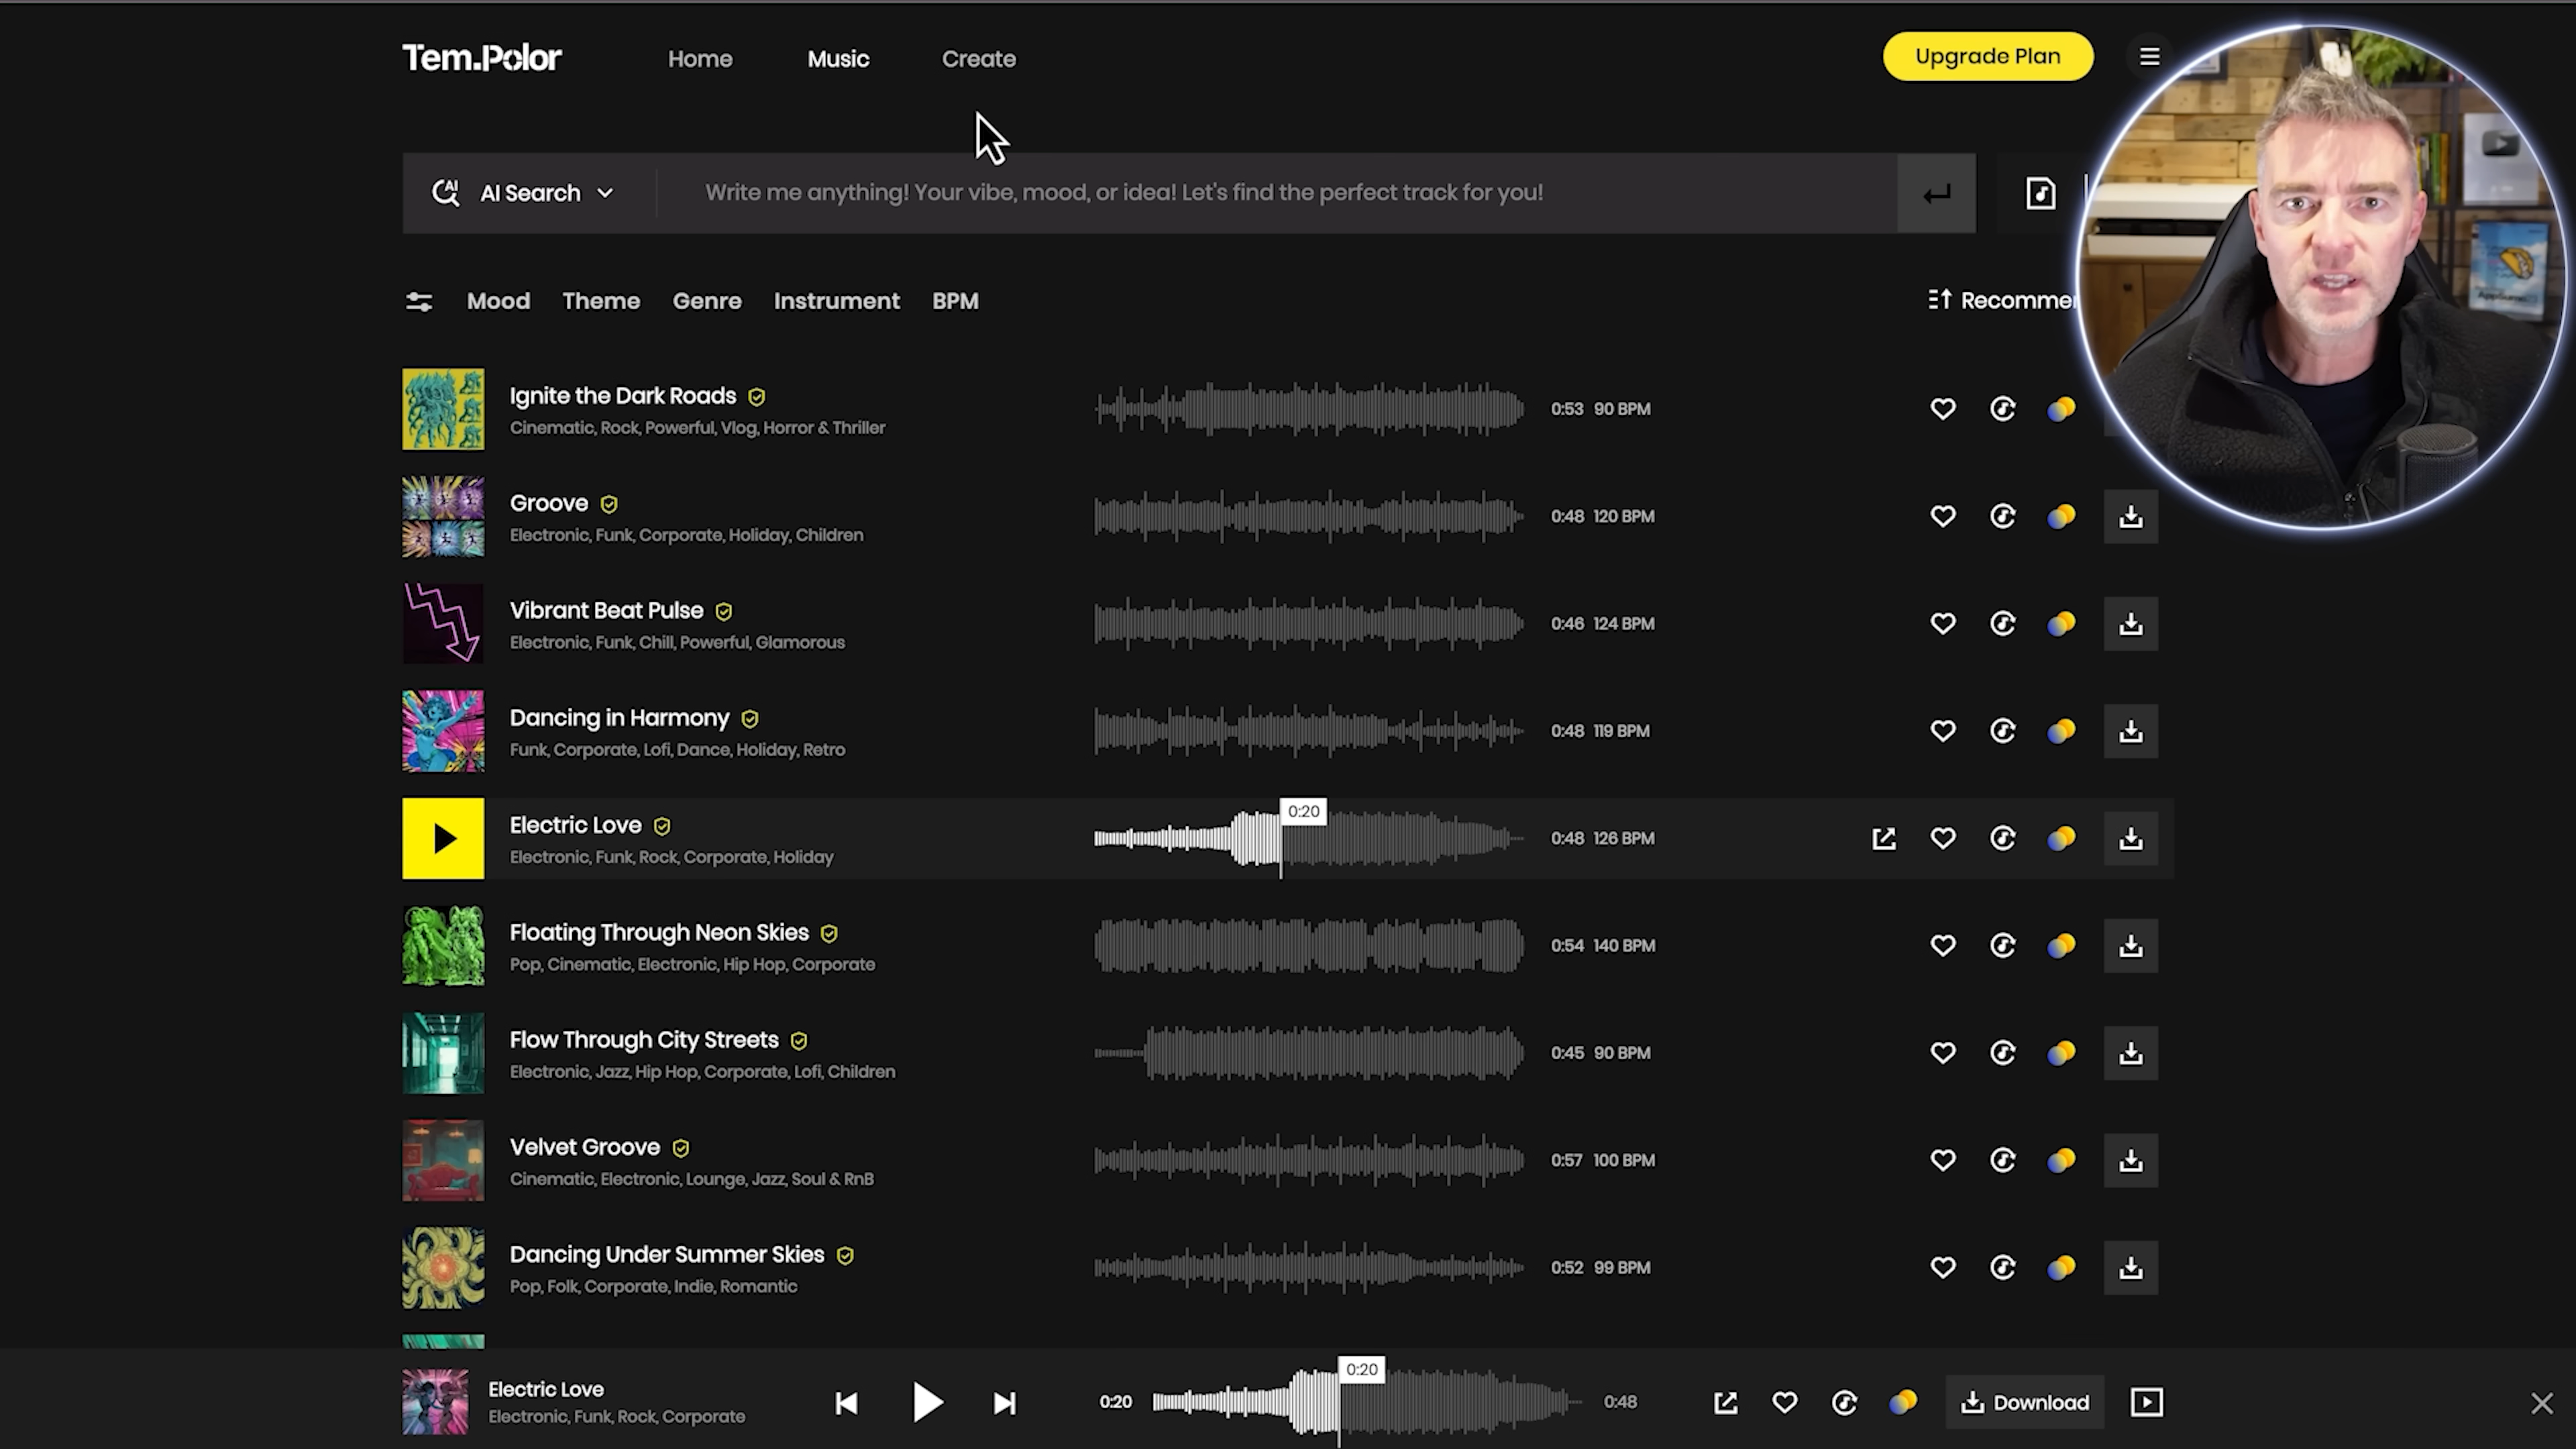 Tem.Polor
Home
Music
Create
Upgrade Plan
AI
AI Search
Write me anything! Your vibe, mood, or idea! Let's find the perfect track for you!
Mood
Theme
Genre
Instrument
BPM
Ignite the Dark Roads
Cinematic, Rock, Powerful, Vlog, Horror & Thriller
0:53 90 BPM
Groove
Electronic, Funk, Corporate, Holiday, Children
0:48 120 BPM
Vibrant Beat Pulse
Electronic, Funk, Chill, Powerful, Glamorous
0:46 124 BPM
Dancing in Harmony
Funk, Corporate, Lofi, Dance, Holiday, Retro
0:48 119 BPM
Electric Love
Electronic, Funk, Rock, Corporate, Holiday
0:20
0:48 126 BPM
Floating Through Neon Skies
Pop, Cinematic, Electronic, Hip Hop, Corporate
0:54 140 BPM
Flow Through City Streets
Electronic, Jazz, Hip Hop, Corporate, Lofi, Children
0:45 90 BPM
Velvet Groove
Cinematic, Electronic, Lounge, Jazz, Soul & RnB
0:57 100 BPM
Dancing Under Summer Skies
Pop, Folk, Corporate, Indie, Romantic
0:52 99 BPM
Electric Love
Electronic, Funk, Rock, Corporate
0:20
0:20
0:48
Download